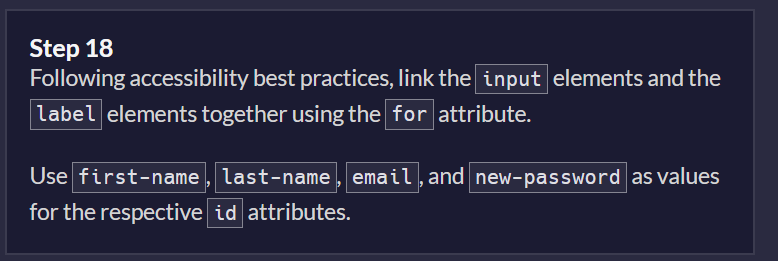 Step 18
Following accessibility best practices, link the input elements and the
label elements together using the for attribute.
Use first-name, last-name, email, and new-password as values
for the respective id attributes.